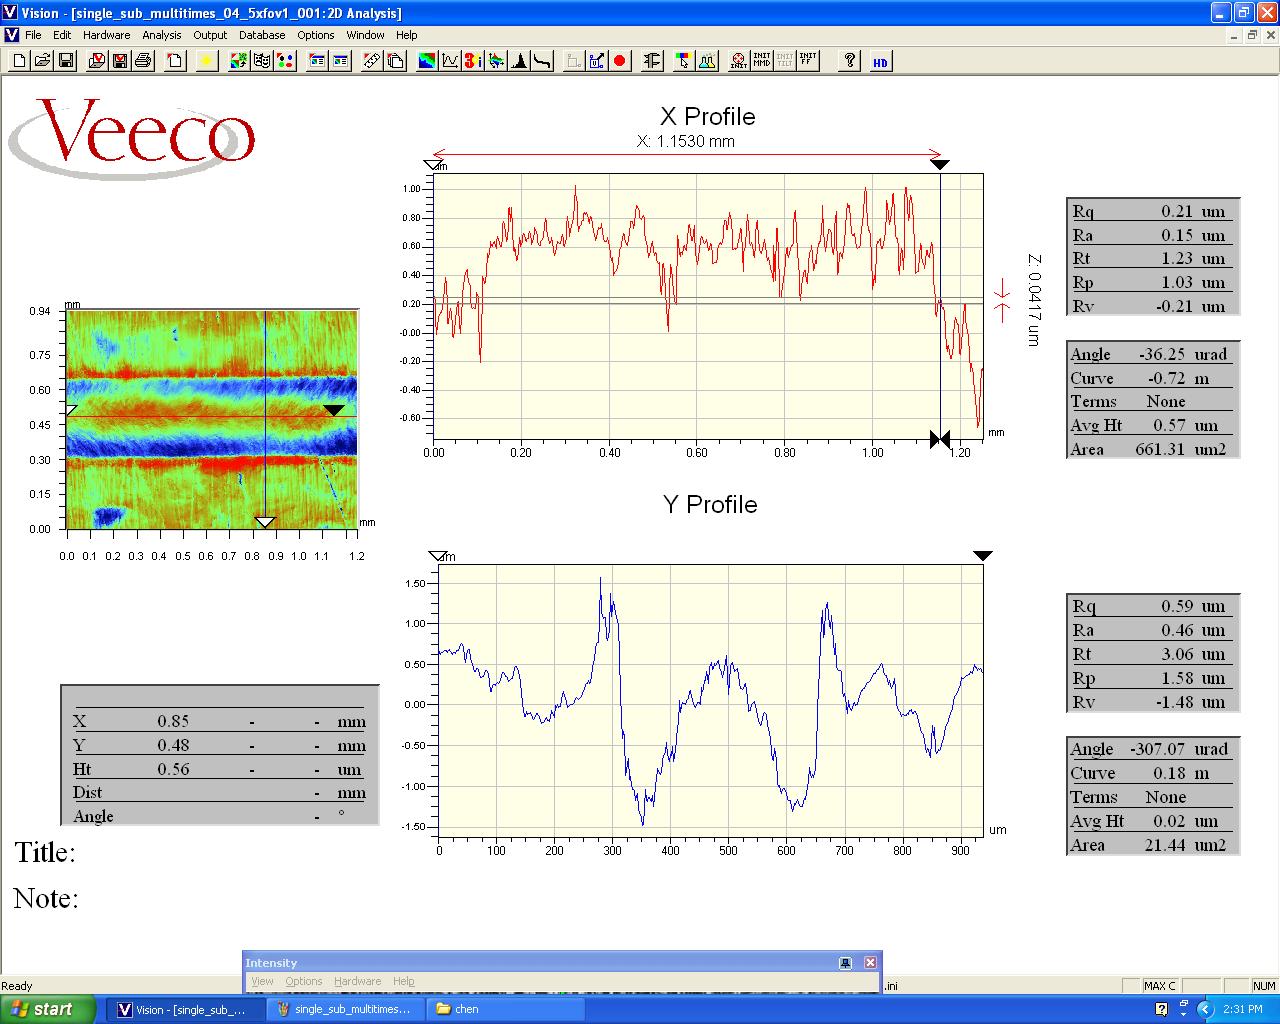 Vision - [single_sub_multitimes_04_5xfov1_001:2D Analysis]
File Edit Hardware Analysis Output Database Options Window Help
INIT INIT MMD INIT TILT INIT FF ? HD
Veeco
X Profile
X: 1.1530 mm
um
1.00
0.80
0.60
0.40
0.20
-0.00
-0.20
-0.40
-0.60
mm
0.00 0.20 0.40 0.60 0.80 1.00 1.20
Z: 0.0417 um
Rq 0.21 um
Ra 0.15 um
Rt 1.23 um
Rp 1.03 um
Rv -0.21 um
Angle -36.25 urad
Curve -0.72 m
Terms None
Avg Ht 0.57 um
Area 661.31 um2
mm
0.94
0.75
0.60
0.45
0.30
0.15
0.00
mm
0.0 0.1 0.2 0.3 0.4 0.5 0.6 0.7 0.8 0.9 1.0 1.1 1.2
Y Profile
um
1.50
1.00
0.50
0.00
-0.50
-1.00
-1.50
um
0 100 200 300 400 500 600 700 800 900
Rq 0.59 um
Ra 0.46 um
Rt 3.06 um
Rp 1.58 um
Rv -1.48 um
Angle -307.07 urad
Curve 0.18 m
Terms None
Avg Ht 0.02 um
Area 21.44 um2
X 0.85 - - mm
Y 0.48 - - mm
Ht 0.56 - - um
Dist - mm
Angle - °
Title:
Note:
Intensity
View Options Hardware Help
Ready .ini MAX C NUM
start Vision - [single_sub_... single_sub_multitimes... chen 2:31 PM